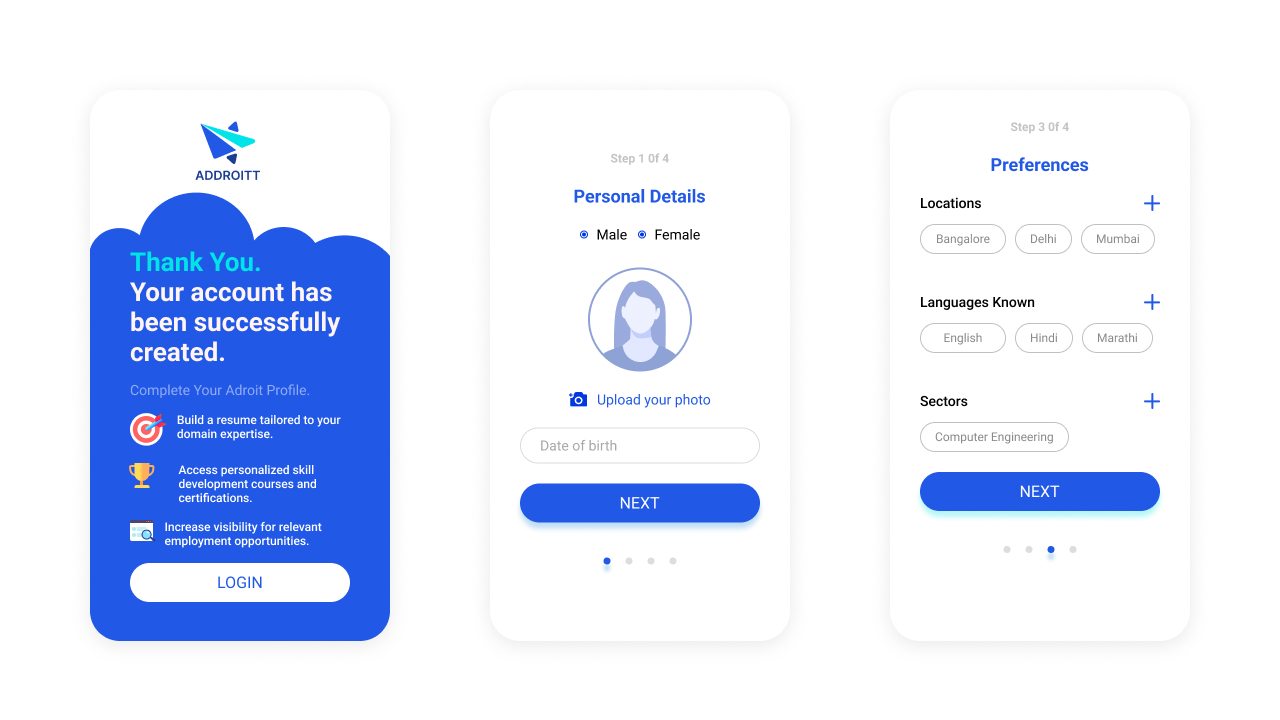 ADDROITT
Thank You.
Your account has
been successfully
created.
Complete Your Adroit Profile.
Build a resume tailored to your
domain expertise.
Access personalized skill
development courses and
certifications.
Increase visibility for relevant
employment opportunities.
LOGIN
Step 1 0f 4
Personal Details
Male Female
Upload your photo
Date of birth
NEXT
Step 3 0f 4
Preferences
Locations
Bangalore Delhi Mumbai
Languages Known
English Hindi Marathi
Sectors
Computer Engineering
NEXT